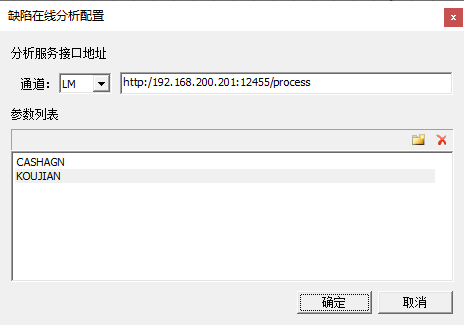 缺陷在线分析配置
分析服务接口地址
通道: LM http:/192.168.200.201:12455/process
参数列表
CASHAGN
KOUJIAN
确定 取消